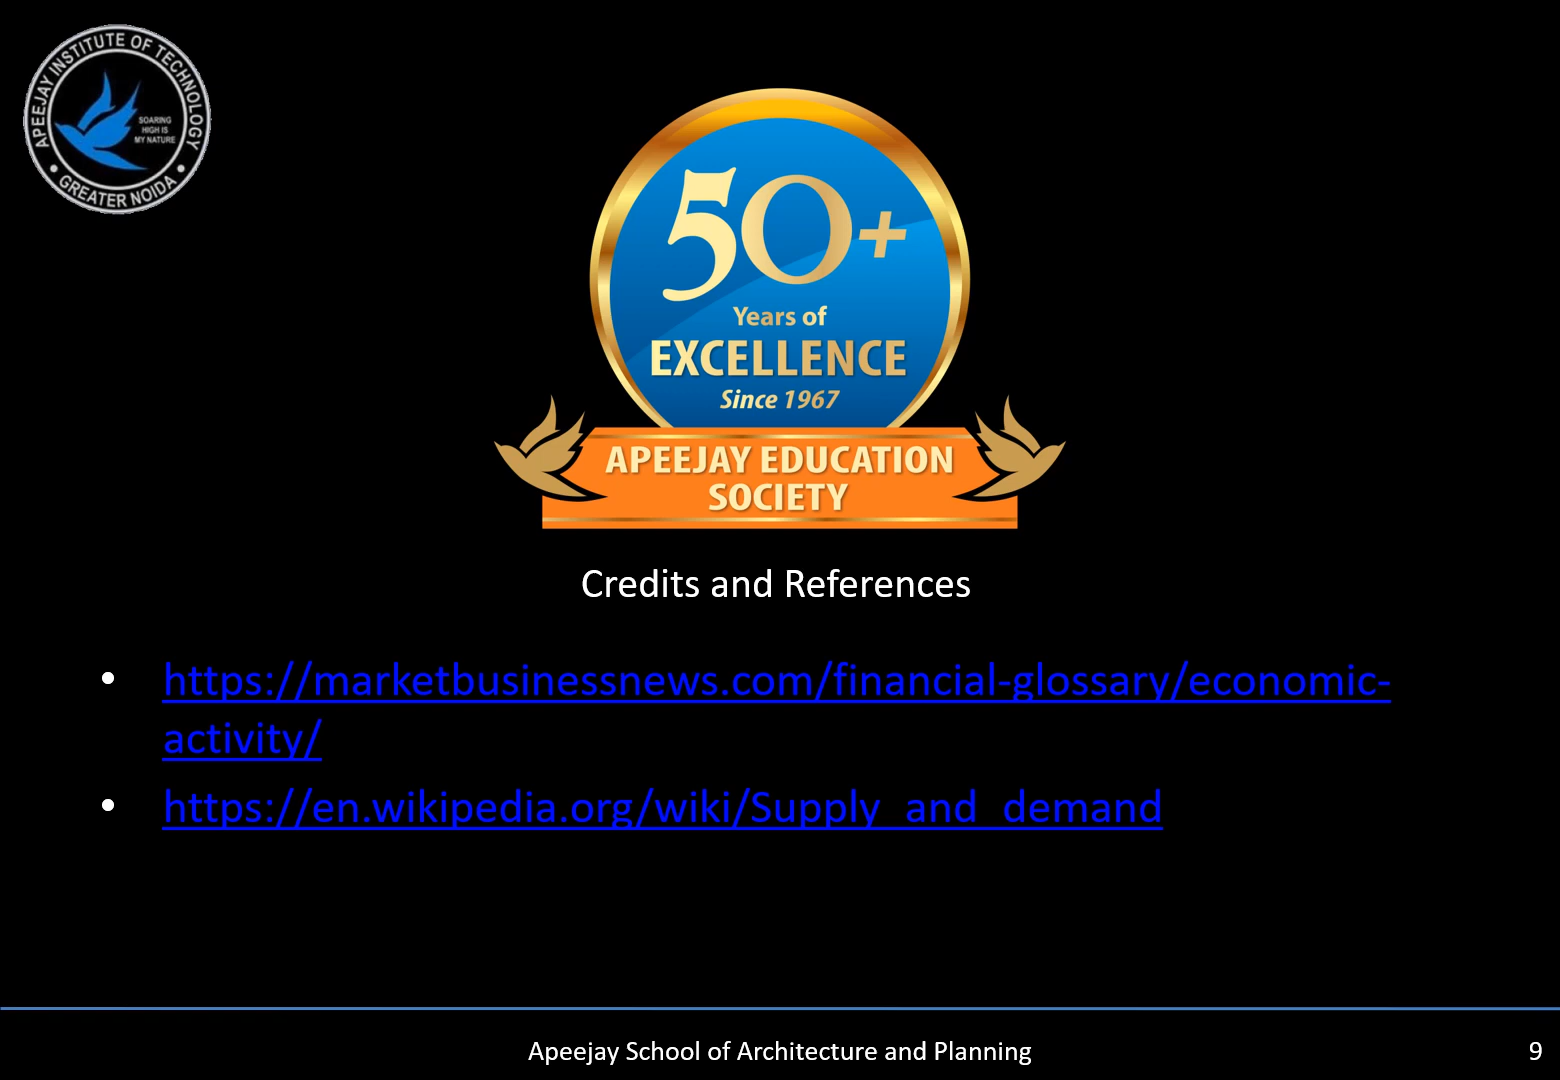 APEEJAY INSTITUTE OF TECHNOLOGY
SOARING
HIGH IS
MY NATURE
• GREATER NOIDA •
50+
Years of
EXCELLENCE
Since 1967
APEEJAY EDUCATION
SOCIETY
Credits and References
• https://marketbusinessnews.com/financial-glossary/economic-
activity/
• https://en.wikipedia.org/wiki/Supply_and_demand
Apeejay School of Architecture and Planning
9